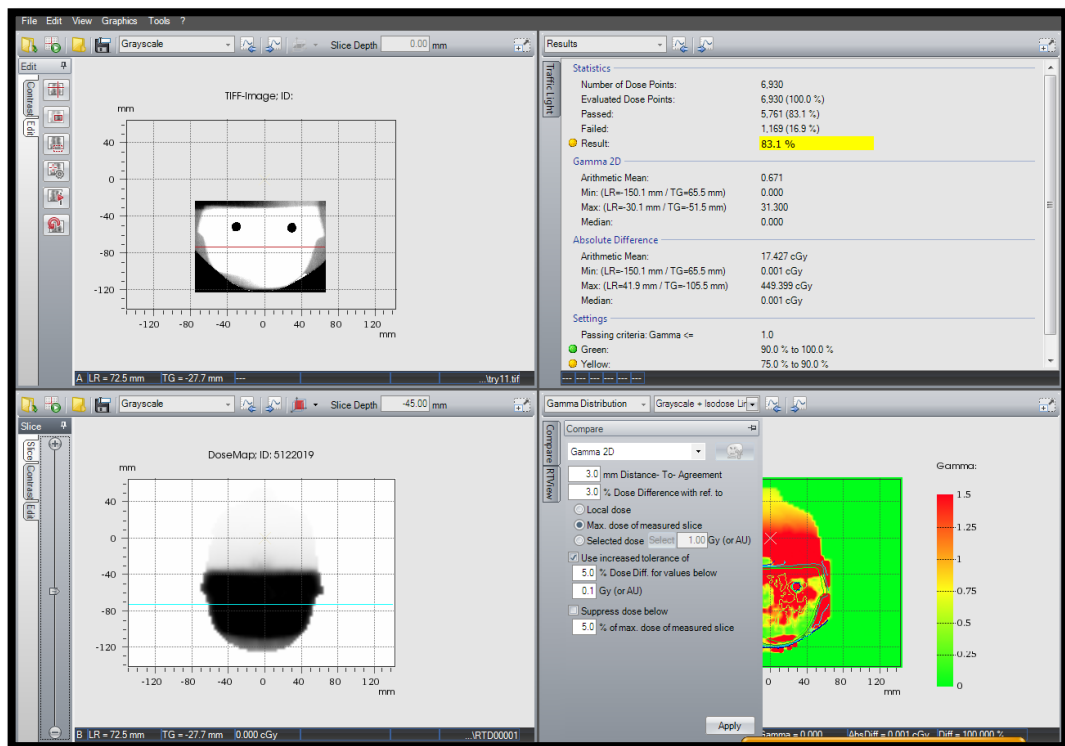 File Edit View Graphics Tools ?
Grayscale Slice Depth 0.00 mm
Edit
Contrast
Edit
TIFF-Image; ID:
mm
40
0
-40
-80
-120
-120 -80 -40 0 40 80 120
mm
A LR = 72.5 mm TG = -27.7 mm --- ...\try11.tif
Results
Traffic Light
Statistics
Number of Dose Points: 6,930
Evaluated Dose Points: 6,930 (100.0 %)
Passed: 5,761 (83.1 %)
Failed: 1,169 (16.9 %)
Result: 83.1 %
Gamma 2D
Arithmetic Mean: 0.671
Min: (LR=-150.1 mm / TG=65.5 mm) 0.000
Max: (LR=-30.1 mm / TG=-51.5 mm) 31.300
Median: 0.000
Absolute Difference
Arithmetic Mean: 17.427 cGy
Min: (LR=-150.1 mm / TG=65.5 mm) 0.001 cGy
Max: (LR=41.9 mm / TG=-105.5 mm) 449.399 cGy
Median: 0.001 cGy
Settings
Passing criteria: Gamma <= 1.0
Green: 90.0 % to 100.0 %
Yellow: 75.0 % to 90.0 %
--- --- --- --- --- ---
Grayscale Slice Depth -45.00 mm
Slice
Slice
Contrast
Edit
DoseMap; ID: 5122019
mm
40
0
-40
-80
-120
-120 -80 -40 0 40 80 120
mm
B LR = 72.5 mm TG = -27.7 mm 0.000 cGy ...\RTD00001
Gamma Distribution Grayscale + Isodose Lir
Compare
RTView
Compare
Gamma 2D
3.0 mm Distance- To- Agreement
3.0 % Dose Difference with ref. to
Local dose
Max. dose of measured slice
Selected dose Select 1.00 Gy (or AU)
Use increased tolerance of
5.0 % Dose Diff. for values below
0.1 Gy (or AU)
Suppress dose below
5.0 % of max. dose of measured slice
Apply
Gamma:
1.5
1.25
1
0.75
0.5
0.25
0
0 40 80 120
mm
Gamma = 0.000 AbsDiff = 0.001 cGy Diff = 100.000 %